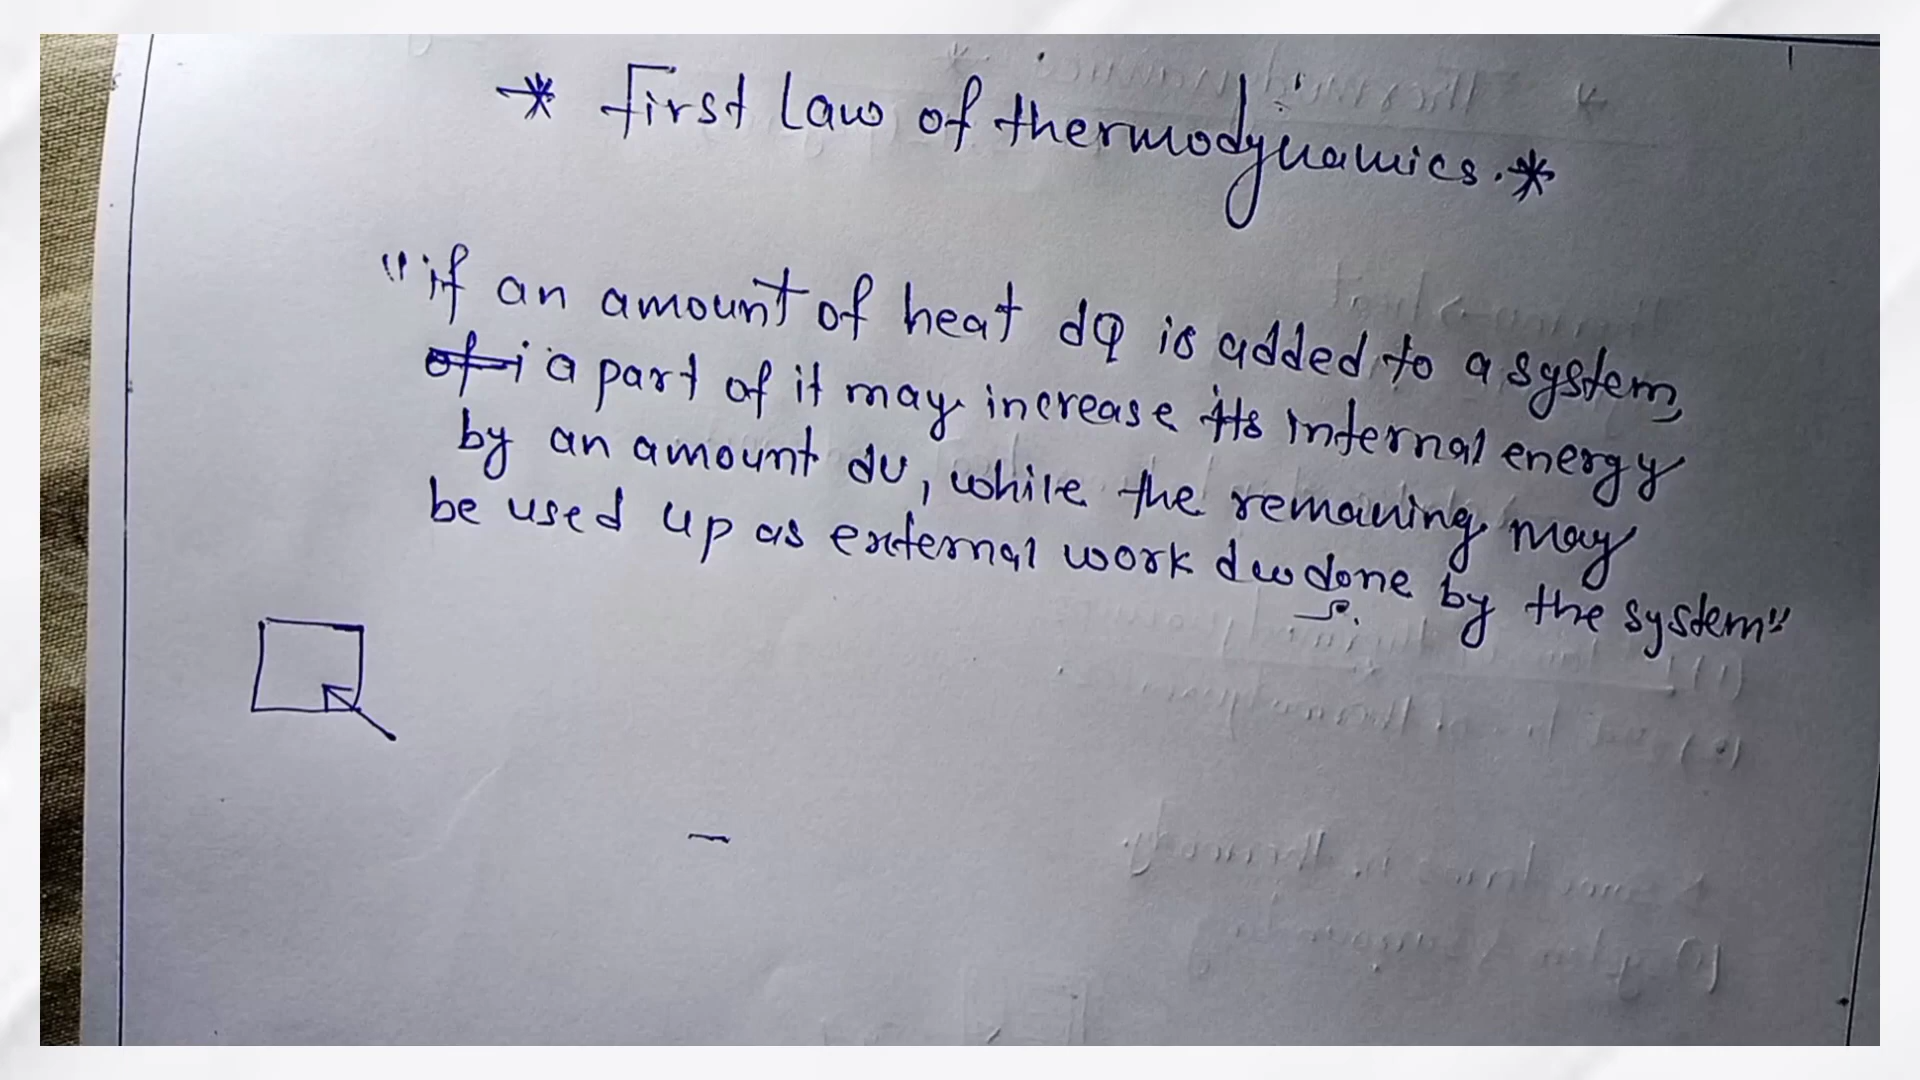 * First Law of thermodynamics.*
"if an amount of heat dQ is added to a system,
a part of it may increase its internal energy
by an amount du, while the remaining may
be used up as external work dw done by the system"